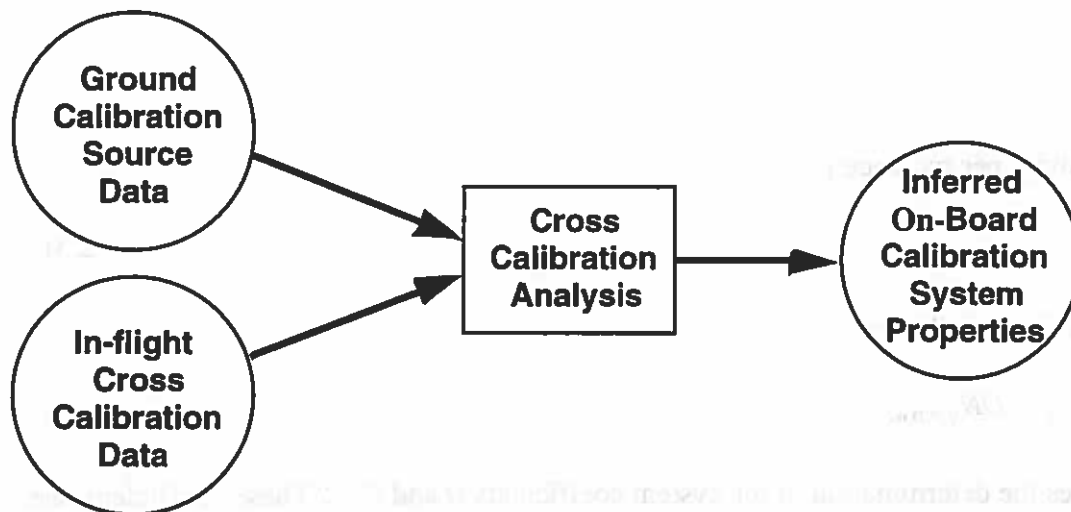 Ground
Calibration
Source
Data
In-flight
Cross
Calibration
Data
Cross
Calibration
Analysis
Inferred
On-Board
Calibration
System
Properties